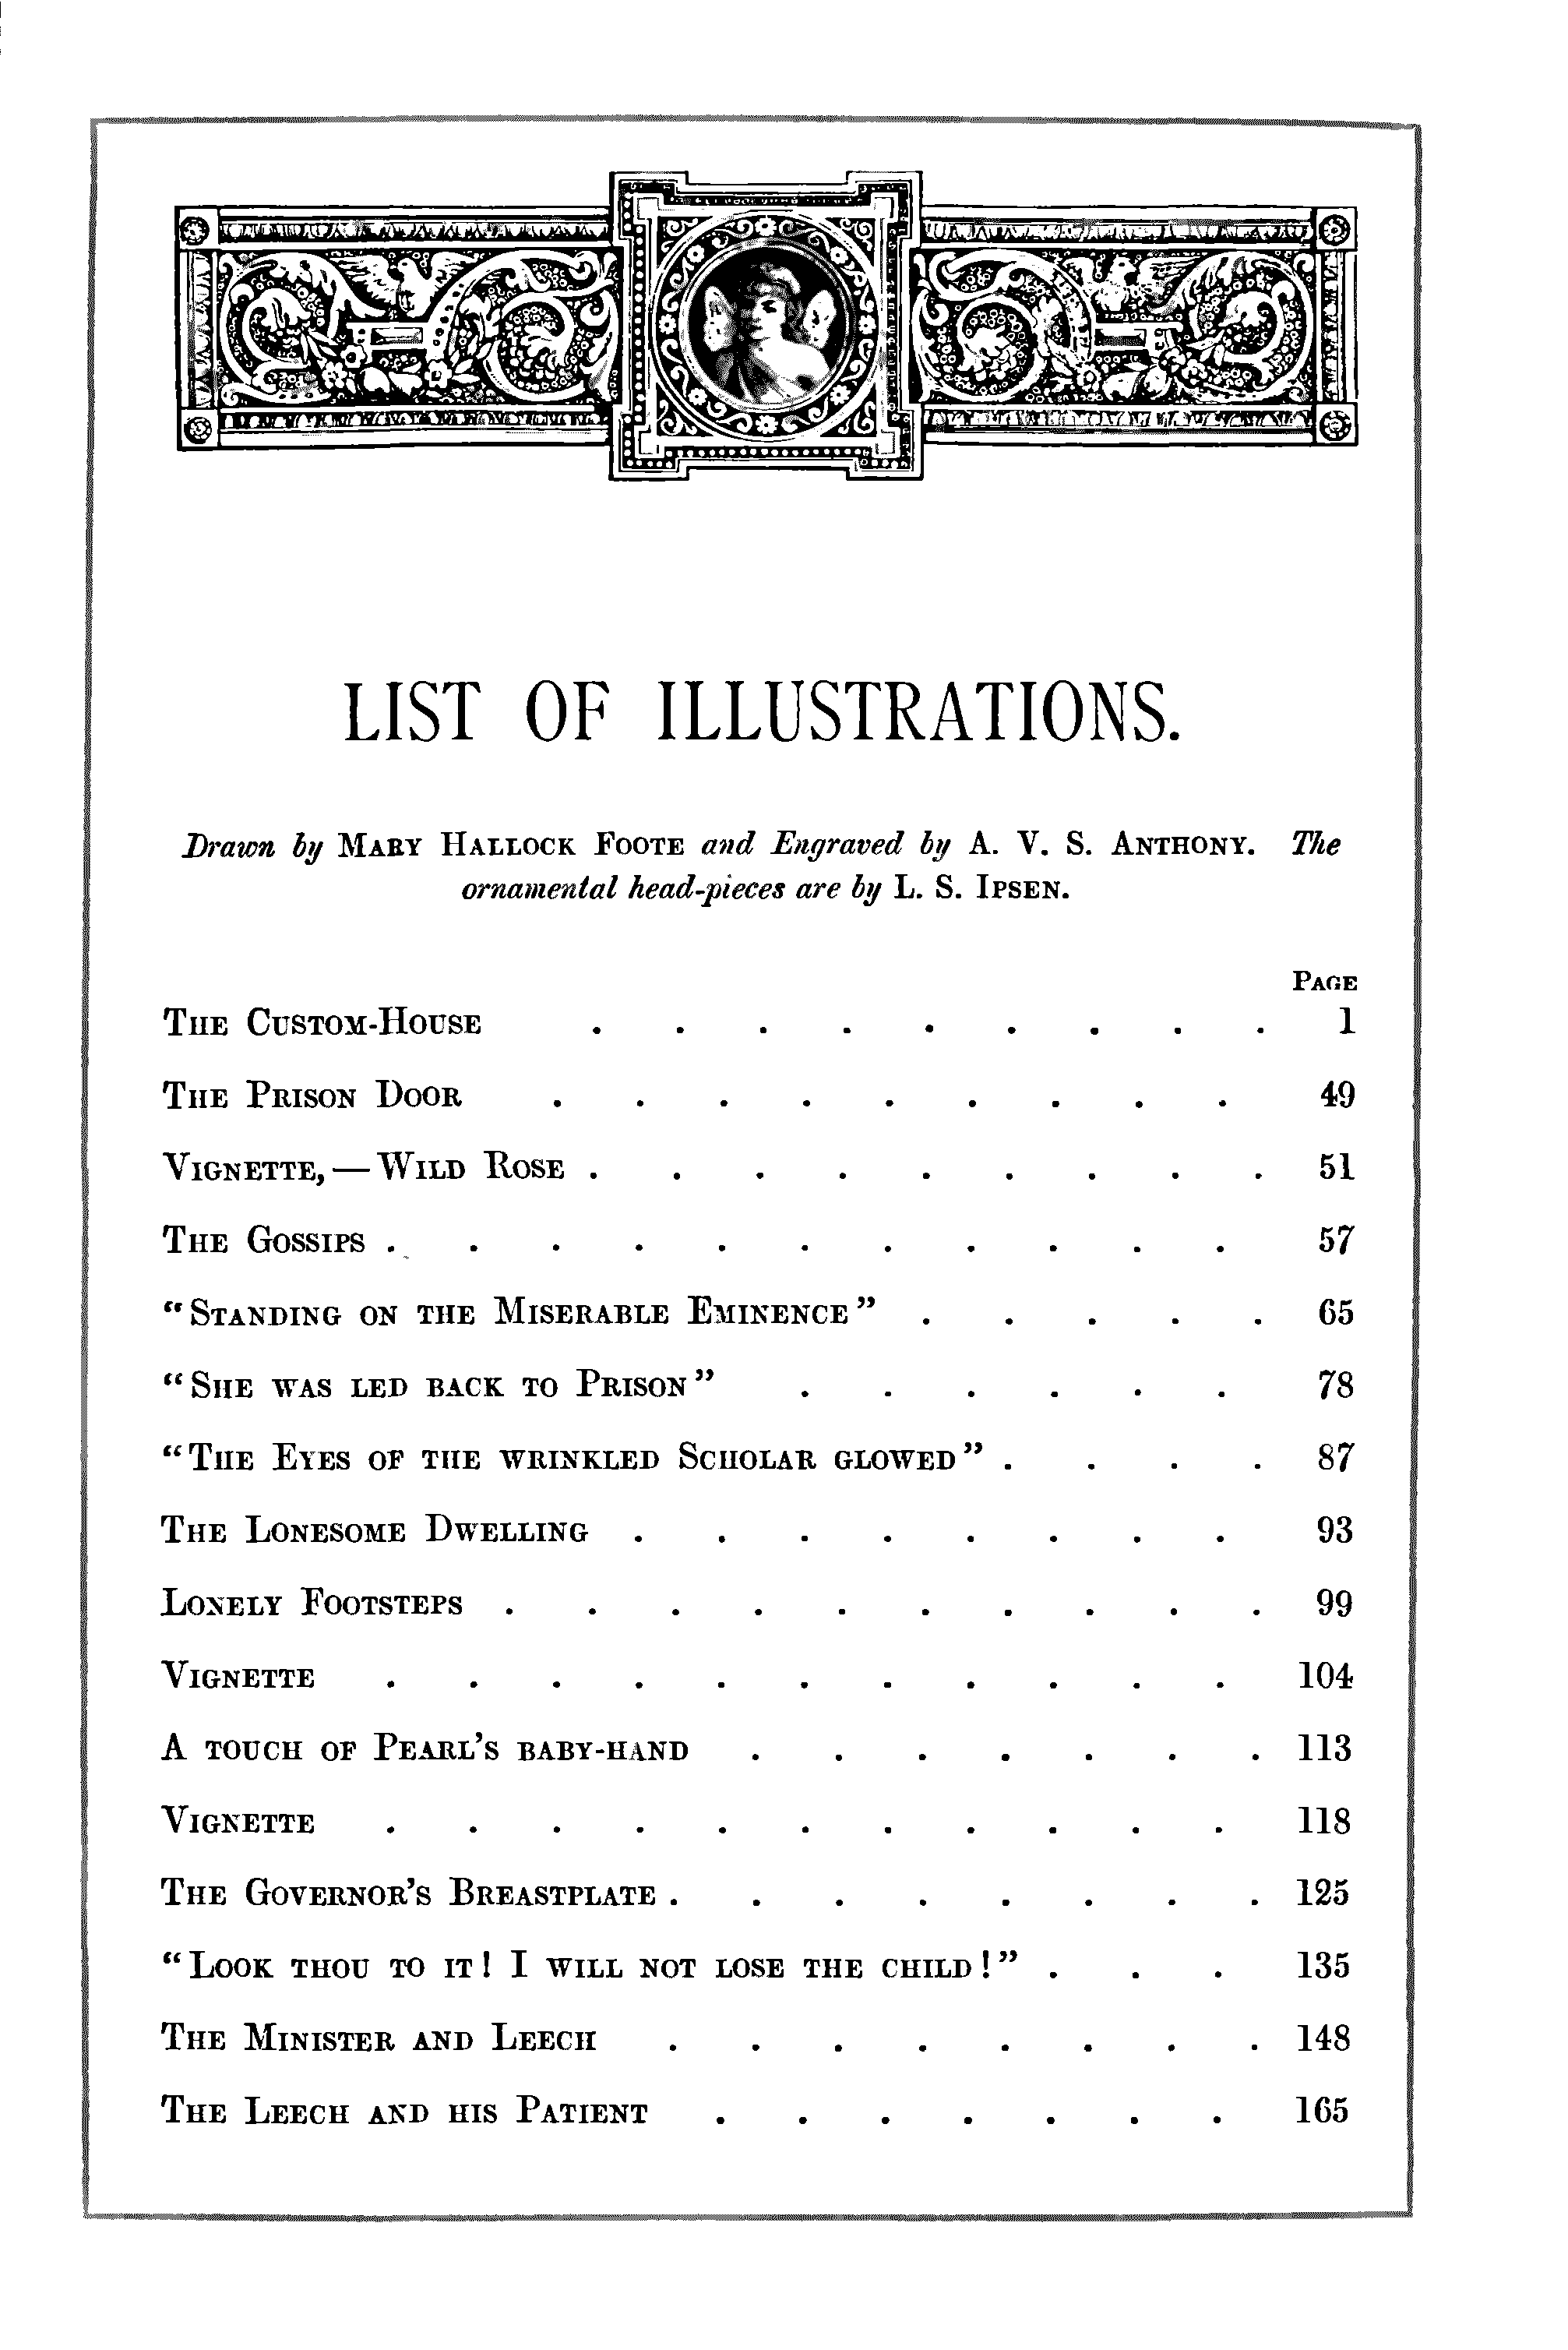 LIST OF ILLUSTRATIONS.
Drawn by MARY HALLOCK FOOTE and Engraved by A. V. S. ANTHONY. The
ornamental head-pieces are by L. S. IPSEN.
PAGE
THE CUSTOM-HOUSE . . . . . . . . . 1
THE PRISON DOOR . . . . . . . . . 49
VIGNETTE,—WILD ROSE . . . . . . . . . 51
THE GOSSIPS . . . . . . . . . . . 57
"STANDING ON THE MISERABLE EMINENCE" . . . . . 65
"SHE WAS LED BACK TO PRISON" . . . . . . 78
"THE EYES OF THE WRINKLED SCHOLAR GLOWED" . . . . 87
THE LONESOME DWELLING . . . . . . . . 93
LONELY FOOTSTEPS . . . . . . . . . . 99
VIGNETTE . . . . . . . . . . . 104
A TOUCH OF PEARL'S BABY-HAND . . . . . . . 113
VIGNETTE . . . . . . . . . . . 118
THE GOVERNOR'S BREASTPLATE . . . . . . . . 125
"LOOK THOU TO IT! I WILL NOT LOSE THE CHILD!" . . . 135
THE MINISTER AND LEECH . . . . . . . . 148
THE LEECH AND HIS PATIENT . . . . . . . 165